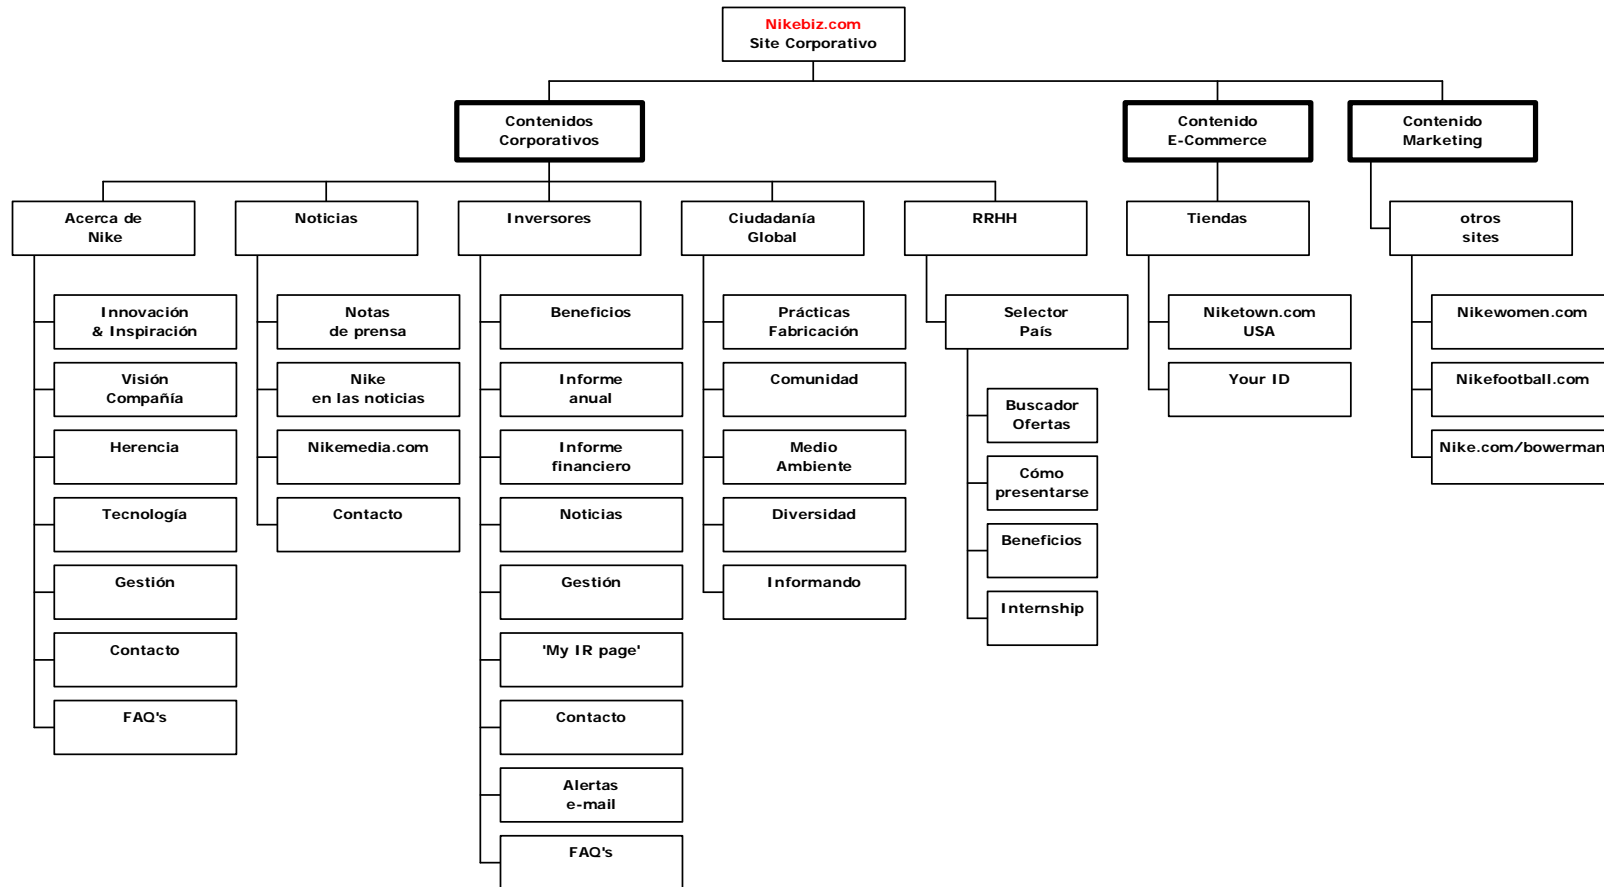 Nikebiz.com
Site Corporativo
Contenidos
Corporativos
Contenido
E-Commerce
Contenido
Marketing
Acerca de
Nike
Noticias
Inversores
Ciudadanía
Global
RRHH
Tiendas
otros
sites
Innovación
& Inspiración
Visión
Compañía
Herencia
Tecnología
Gestión
Contacto
FAQ's
Notas
de prensa
Nike
en las noticias
Nikemedia.com
Contacto
Beneficios
Informe
anual
Informe
financiero
Noticias
Gestión
'My IR page'
Contacto
Alertas
e-mail
FAQ's
Prácticas
Fabricación
Comunidad
Medio
Ambiente
Diversidad
Informando
Selector
País
Buscador
Ofertas
Cómo
presentarse
Beneficios
Internship
Niketown.com
USA
Your ID
Nikewomen.com
Nikefootball.com
Nike.com/bowerman